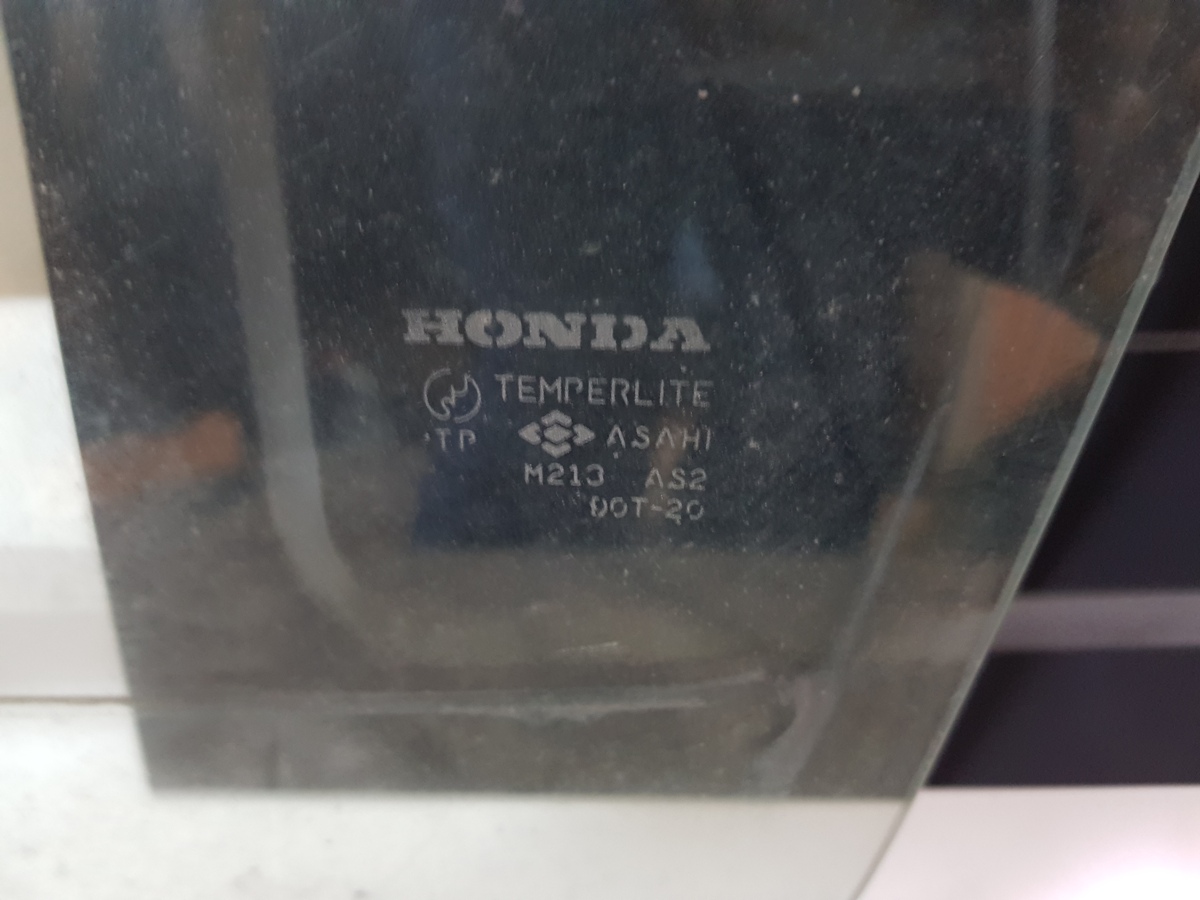 HONDA
TEMPERLITE
TP ASAHI
M213 AS2
DOT-20